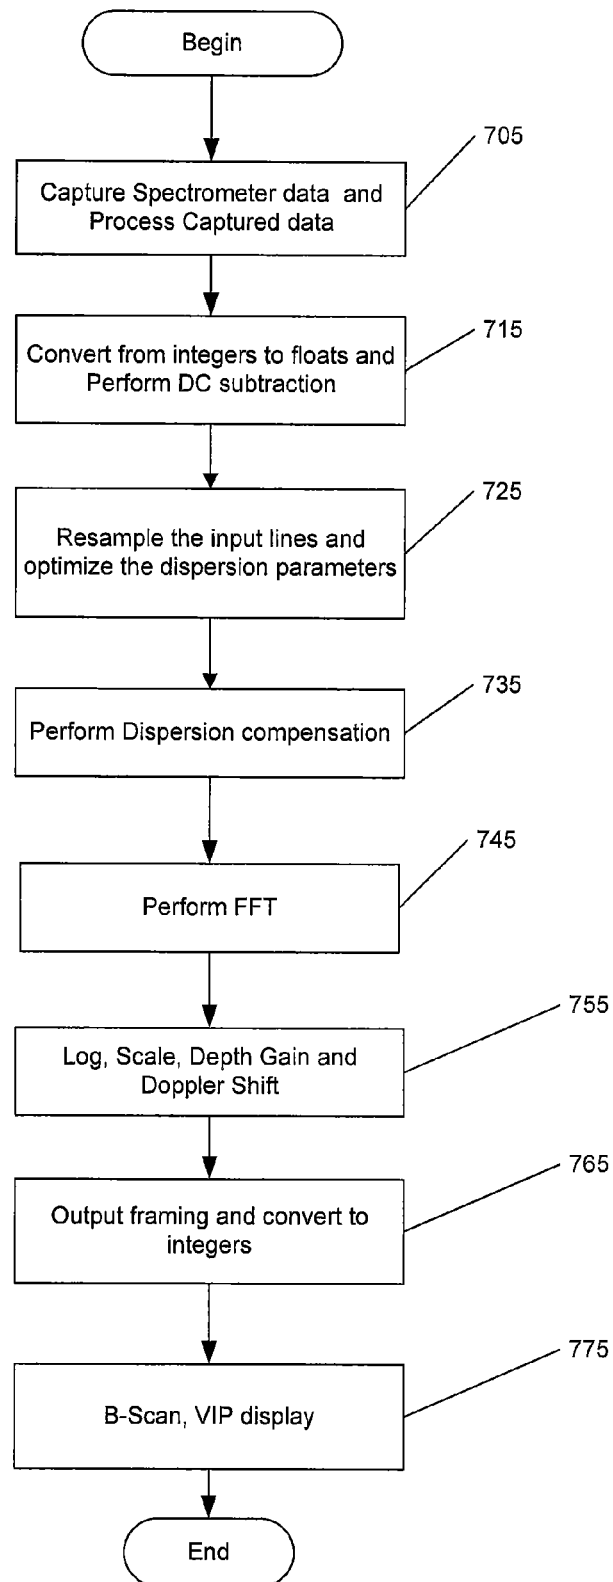 Begin
705
Capture Spectrometer data and
Process Captured data
715
Convert from integers to floats and
Perform DC subtraction
725
Resample the input lines and
optimize the dispersion parameters
735
Perform Dispersion compensation
745
Perform FFT
755
Log, Scale, Depth Gain and
Doppler Shift
765
Output framing and convert to
integers
775
B-Scan, VIP display
End